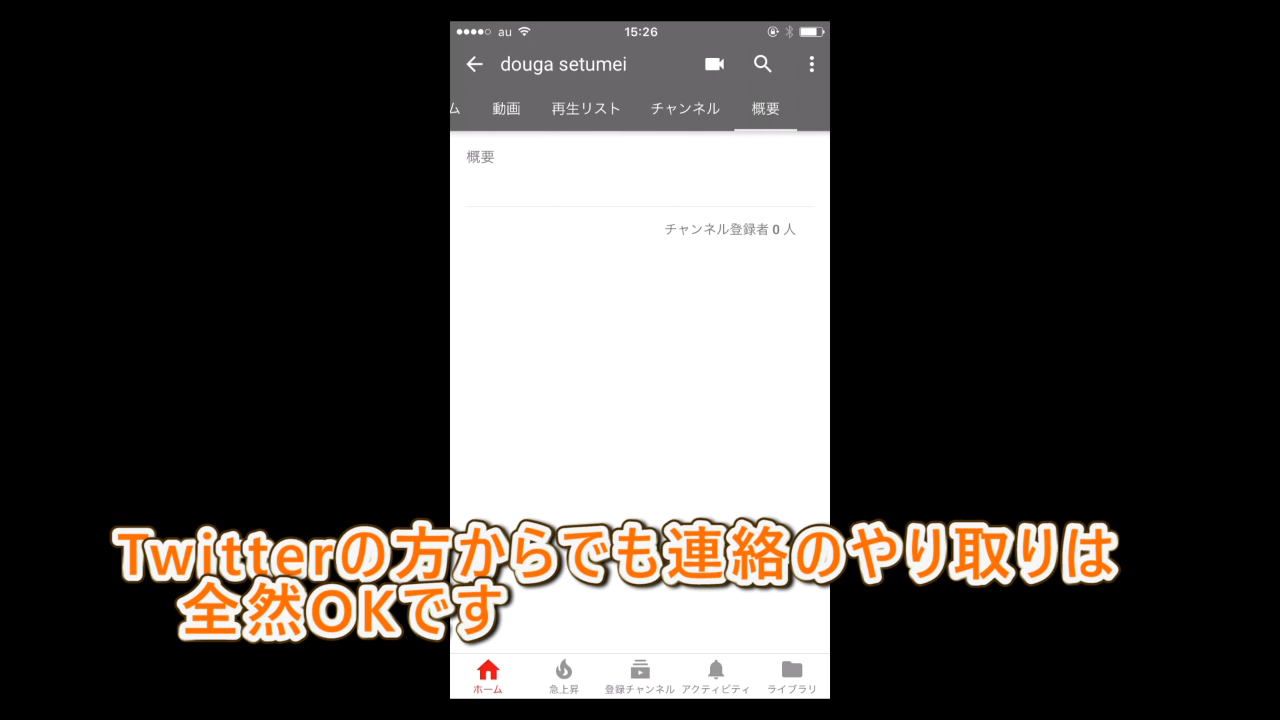 au 15:26
douga setumei
ム 動画 再生リスト チャンネル 概要
概要
チャンネル登録者 0 人
Twitterの方からでも連絡のやり取りは
全然OKです
ホーム 急上昇 登録チャンネル アクティビティ ライブラリ